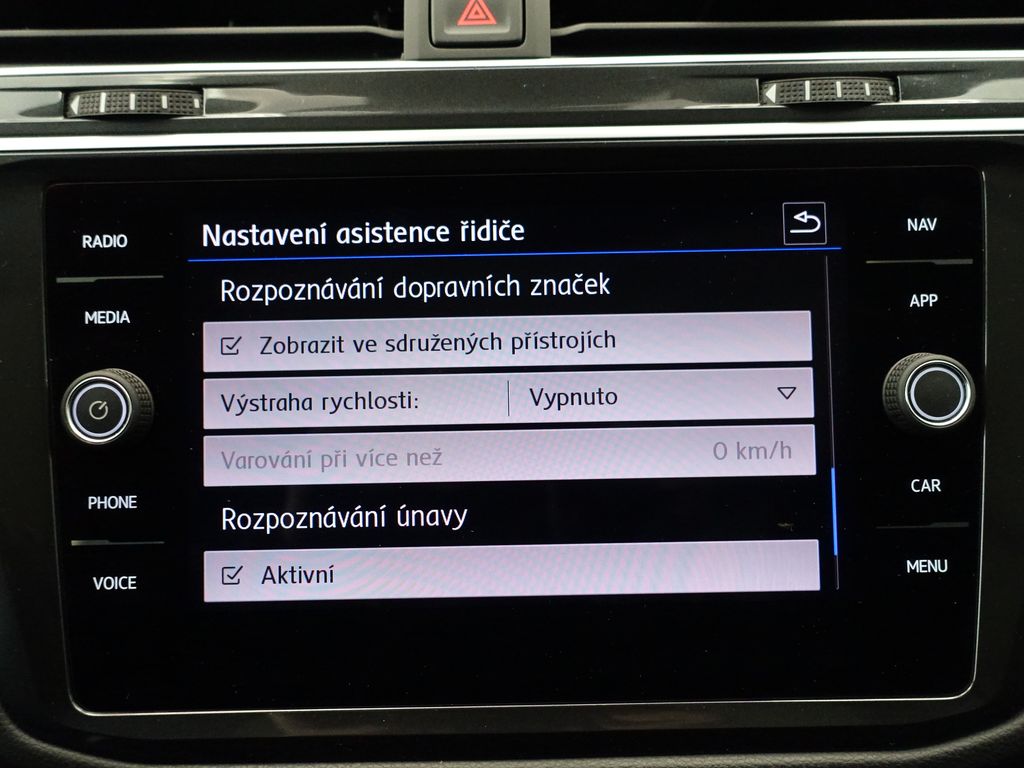 Nastavení asistence řidiče
Rozpoznávání dopravních značek
Zobrazit ve sdružených přístrojích
Výstraha rychlosti: Vypnuto
Varování při více než 0 km/h
Rozpoznávání únavy
Aktivní
RADIO
MEDIA
PHONE
VOICE
NAV
APP
CAR
MENU